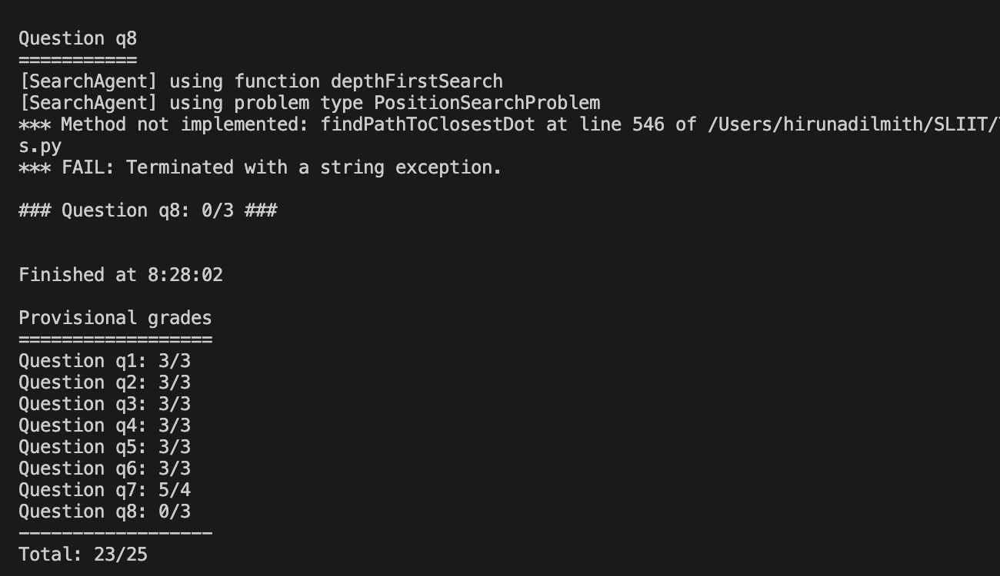 Question q8
===========
[SearchAgent] using function depthFirstSearch
[SearchAgent] using problem type PositionSearchProblem
*** Method not implemented: findPathToClosestDot at line 546 of /Users/hirunadilmith/SLIIT/
s.py
*** FAIL: Terminated with a string exception.
### Question q8: 0/3 ###
Finished at 8:28:02
Provisional grades
==================
Question q1: 3/3
Question q2: 3/3
Question q3: 3/3
Question q4: 3/3
Question q5: 3/3
Question q6: 3/3
Question q7: 5/4
Question q8: 0/3
------------------
Total: 23/25